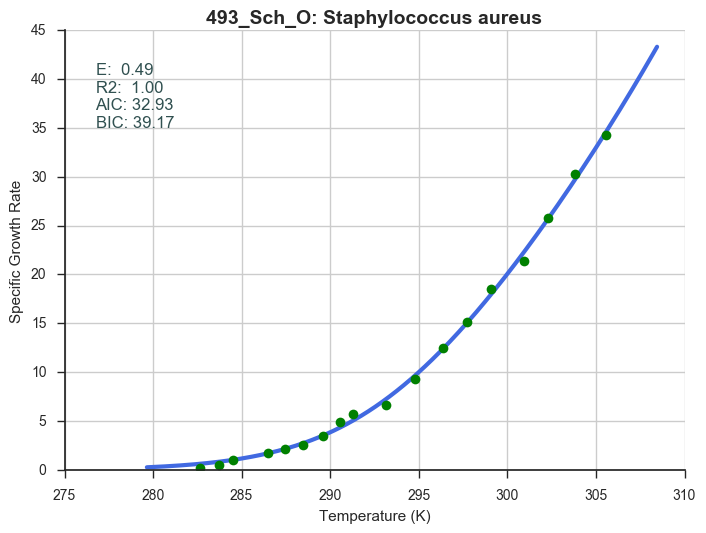 493_Sch_O: Staphylococcus aureus
E:  0.49
R2:  1.00
AIC: 32.93
BIC: 39.17
Specific Growth Rate
45
40
35
30
25
20
15
10
5
0
275 280 285 290 295 300 305 310
Temperature (K)